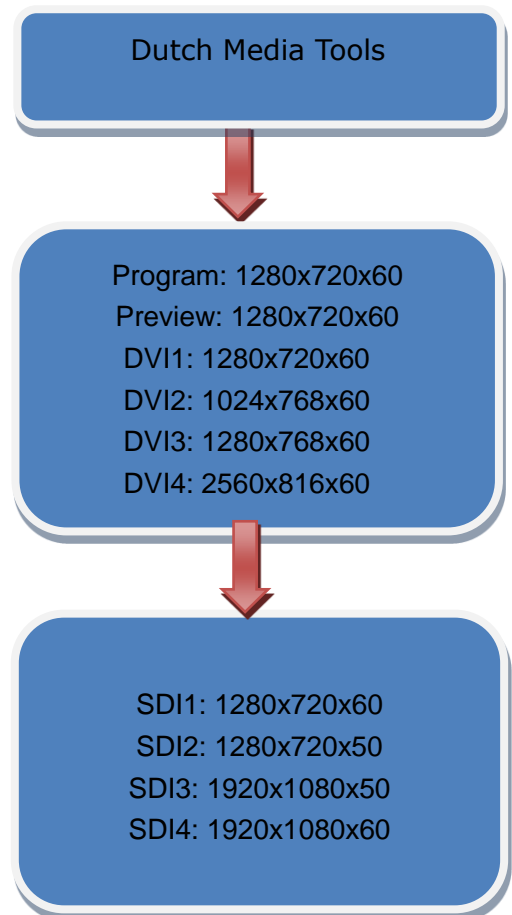 Dutch Media Tools
Program: 1280x720x60
Preview: 1280x720x60
DVI1: 1280x720x60
DVI2: 1024x768x60
DVI3: 1280x768x60
DVI4: 2560x816x60
SDI1: 1280x720x60
SDI2: 1280x720x50
SDI3: 1920x1080x50
SDI4: 1920x1080x60